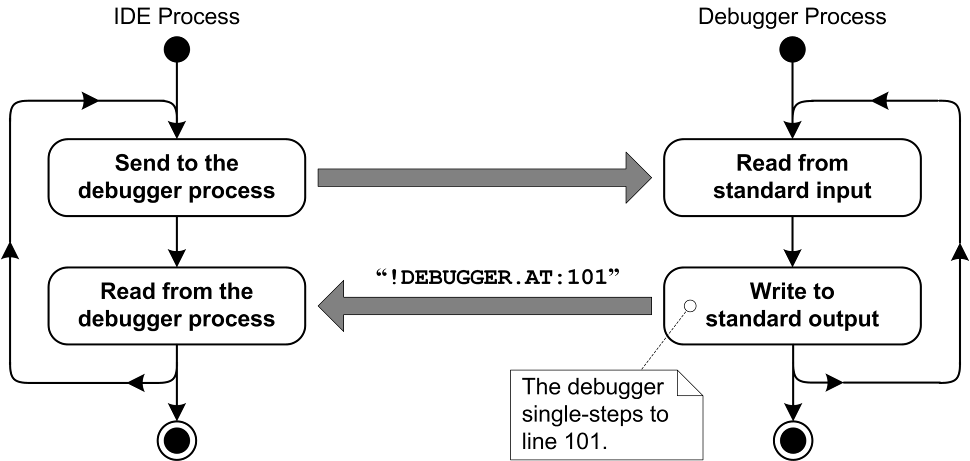 IDE Process
Debugger Process
Send to the
debugger process
Read from
standard input
“!DEBUGGER.AT:101”
Read from the
debugger process
Write to
standard output
The debugger
single-steps to
line 101.